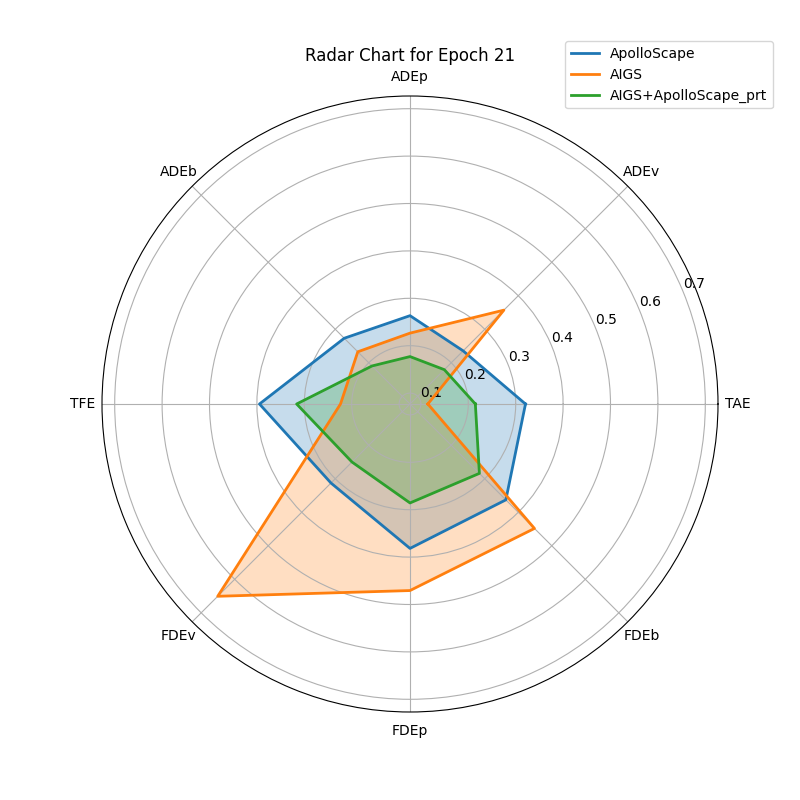 Radar Chart for Epoch 21
ApolloScape
AIGS
AIGS+ApolloScape_prt
ADEp
ADEb
ADEv
0.7
0.6
0.5
0.4
0.3
0.2
0.1
TFE
TAE
FDEv
FDEb
FDEp